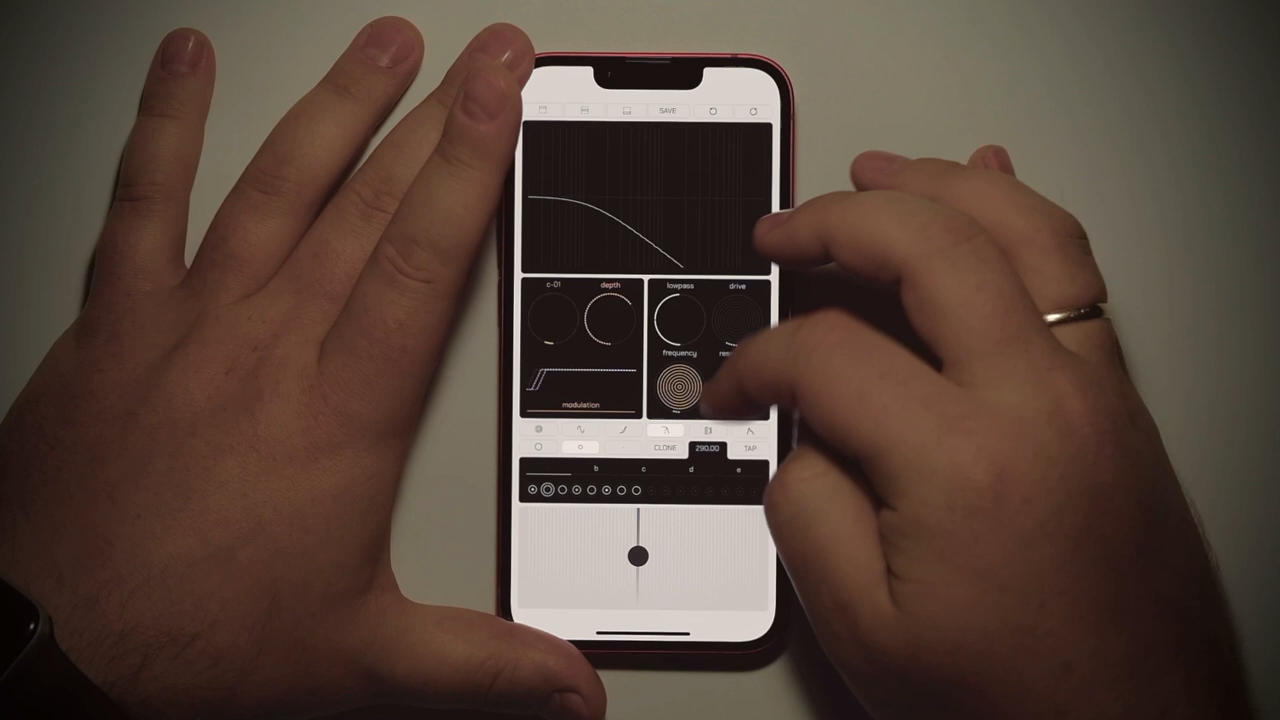 SAVE
c-01 depth lowpass drive
frequency
modulation
CLONE 290.00 TAP
b c d e